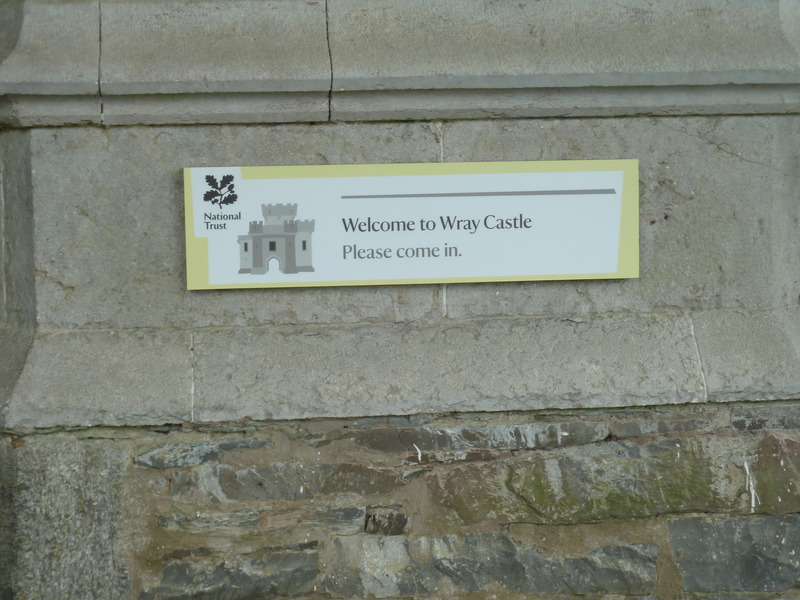 National
Trust
Welcome to Wray Castle
Please come in.